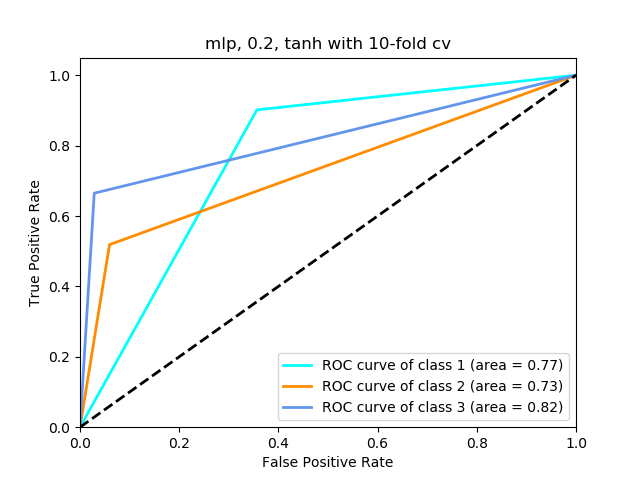 mlp, 0.2, tanh with 10-fold cv
True Positive Rate
1.0
0.8
0.6
0.4
0.2
0.0
ROC curve of class 1 (area = 0.77)
ROC curve of class 2 (area = 0.73)
ROC curve of class 3 (area = 0.82)
0.0 0.2 0.4 0.6 0.8 1.0
False Positive Rate